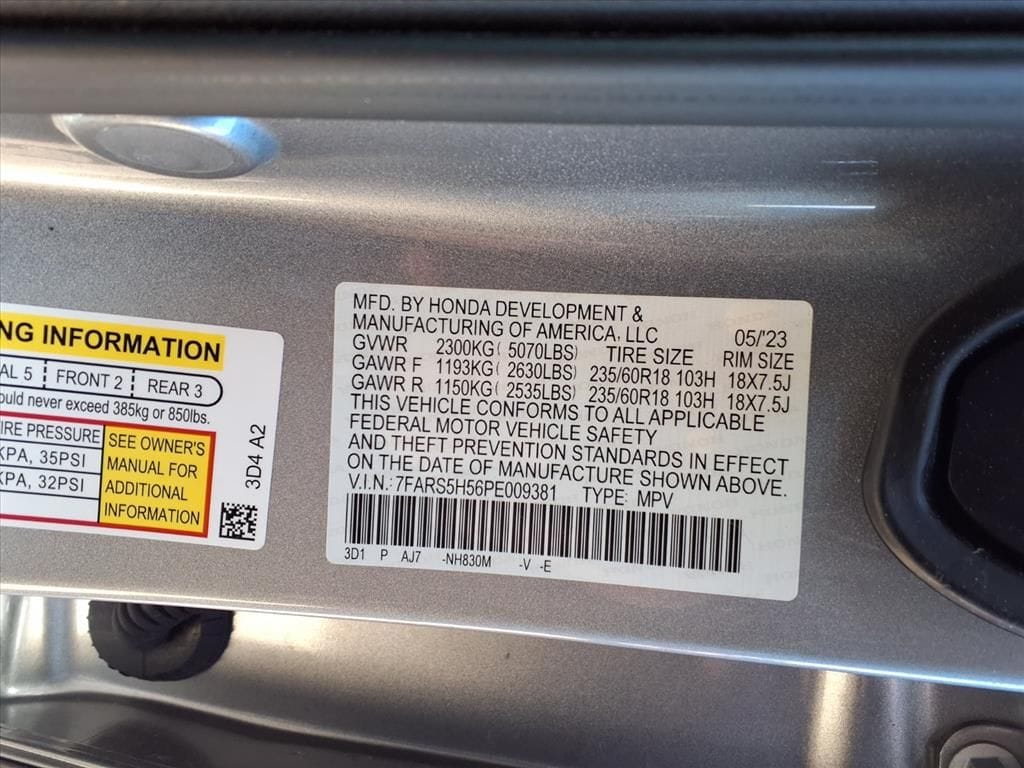 NG INFORMATION
AL 5 FRONT 2 REAR 3
ould never exceed 385kg or 850lbs.
IRE PRESSURE
KPA, 35PSI
KPA, 32PSI
SEE OWNER'S
MANUAL FOR
ADDITIONAL
INFORMATION
3D4 A2
MFD. BY HONDA DEVELOPMENT &
MANUFACTURING OF AMERICA, LLC 05/'23
GVWR 2300KG( 5070LBS) TIRE SIZE RIM SIZE
GAWR F 1193KG( 2630LBS) 235/60R18 103H 18X7.5J
GAWR R 1150KG( 2535LBS) 235/60R18 103H 18X7.5J
THIS VEHICLE CONFORMS TO ALL APPLICABLE
FEDERAL MOTOR VEHICLE SAFETY
AND THEFT PREVENTION STANDARDS IN EFFECT
ON THE DATE OF MANUFACTURE SHOWN ABOVE.
V.I.N.: 7FARS5H56PE009381 TYPE: MPV
3D1 P AJ7 -NH830M -V -E